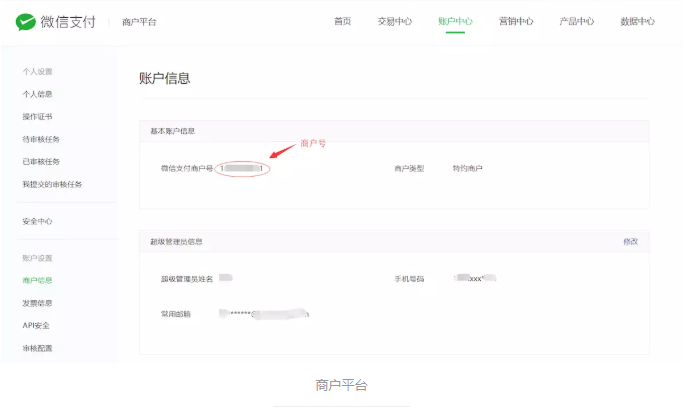 微信支付 商户平台 首页 交易中心 账户中心 营销中心 产品中心 数据中心
个人设置
个人信息
操作证书
待审核任务
已审核任务
我提交的审核任务
安全中心
账户设置
商户信息
发票信息
API安全
审核配置
账户信息
基本账户信息
商户号
微信支付商户号 1 1 商户类型 特约商户
超级管理员信息 修改
超级管理员姓名 手机号码 xxx*
常用邮箱 ******@
商户平台